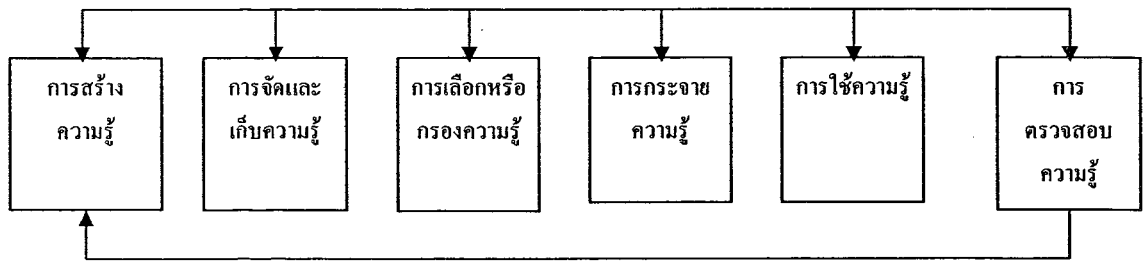 การสร้าง
ความรู้
การจัดและ
เก็บความรู้
การเลือกหรือ
กรองความรู้
การกระจาย
ความรู้
การใช้ความรู้
การ
ตรวจสอบ
ความรู้